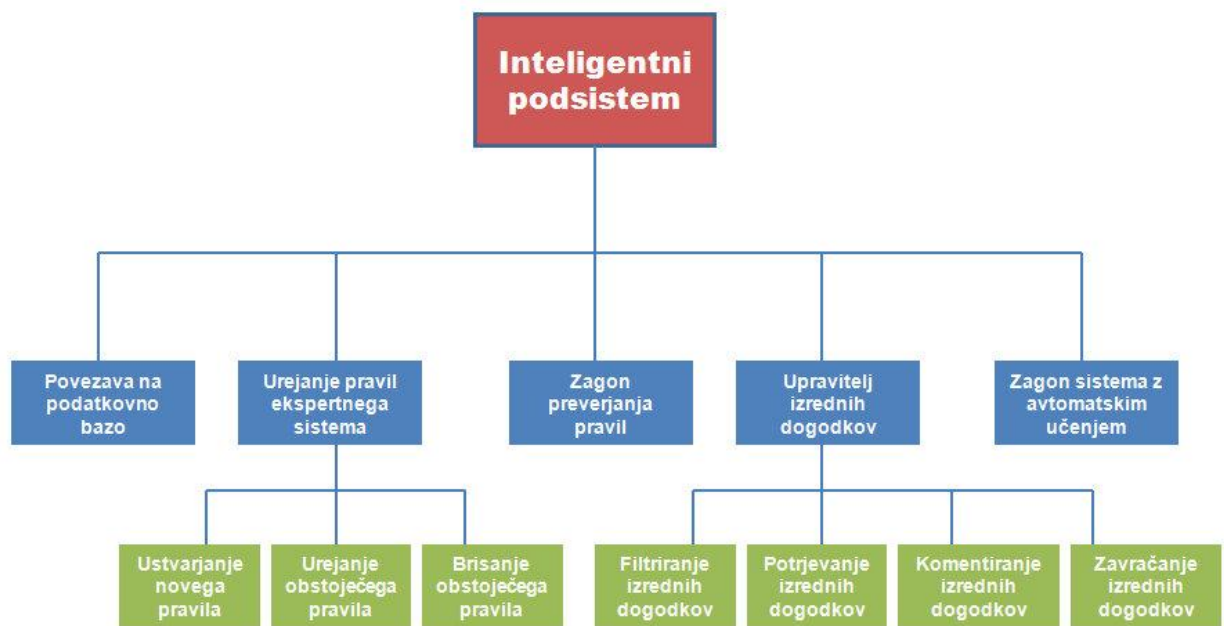 Inteligentni
podsistem
Povezava na
podatkovno
bazo
Urejanje pravil
ekspertnega
sistema
Zagon
preverjanja
pravil
Upravitelj
izrednih
dogodkov
Zagon sistema z
avtomatskim
učenjem
Ustvarjanje
novega
pravila
Urejanje
obstoječega
pravila
Brisanje
obstoječega
pravila
Filtriranje
izrednih
dogodkov
Potrjevanje
izrednih
dogodkov
Komentiranje
izrednih
dogodkov
Zavračanje
izrednih
dogodkov